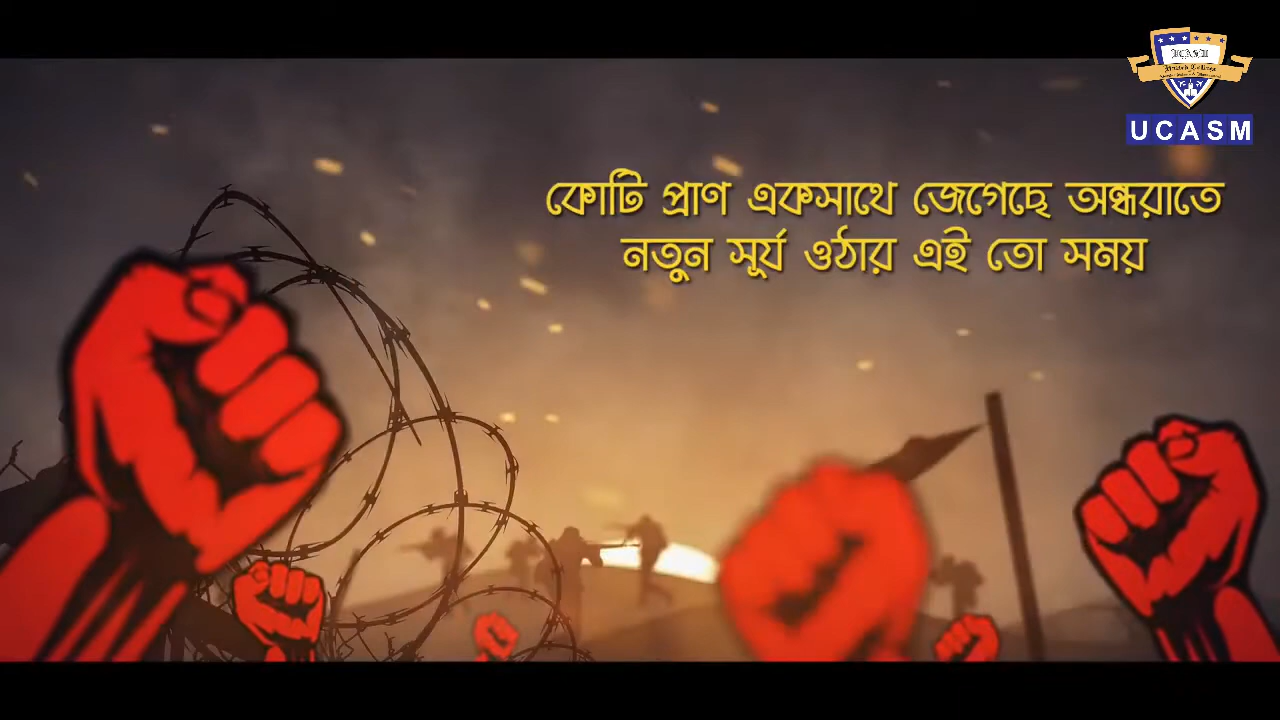 UCASM
কোটি প্রাণ একসাথে জেগেছে অন্ধরাতে
নতুন সূর্য ওঠার এই তো সময়